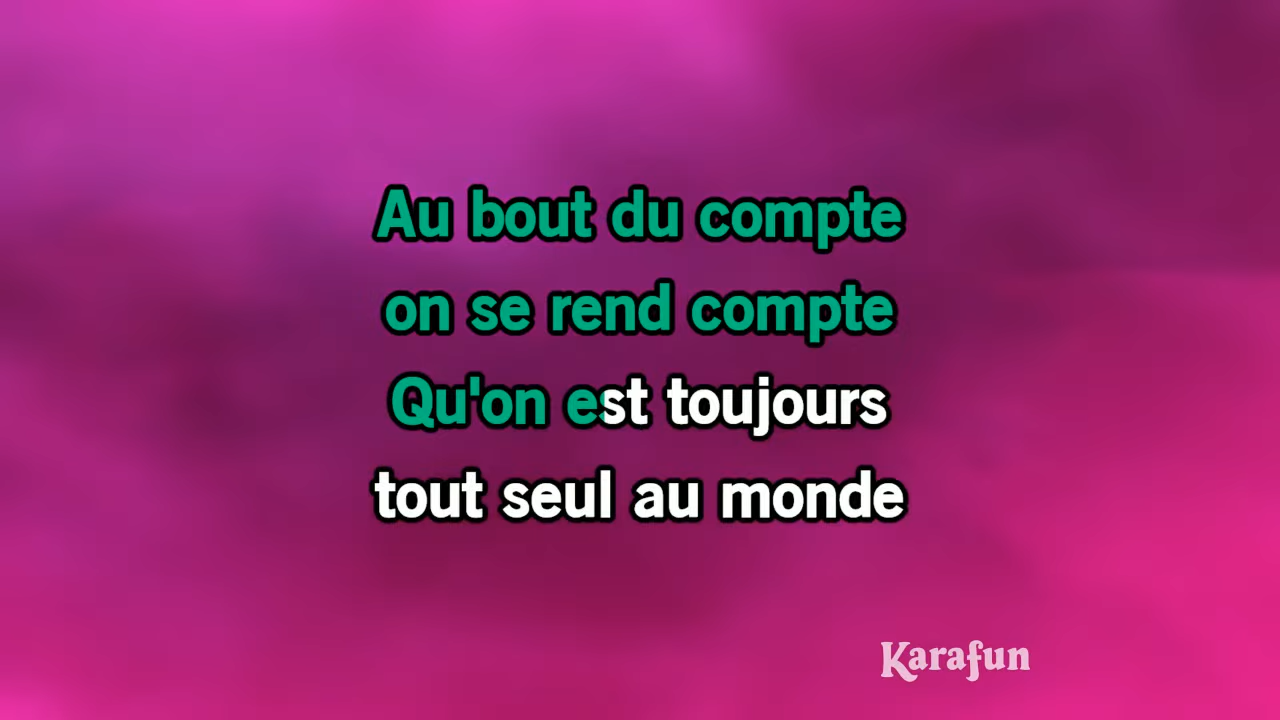 Au bout du compte
on se rend compte
Qu'on est toujours
tout seul au monde
Karafun